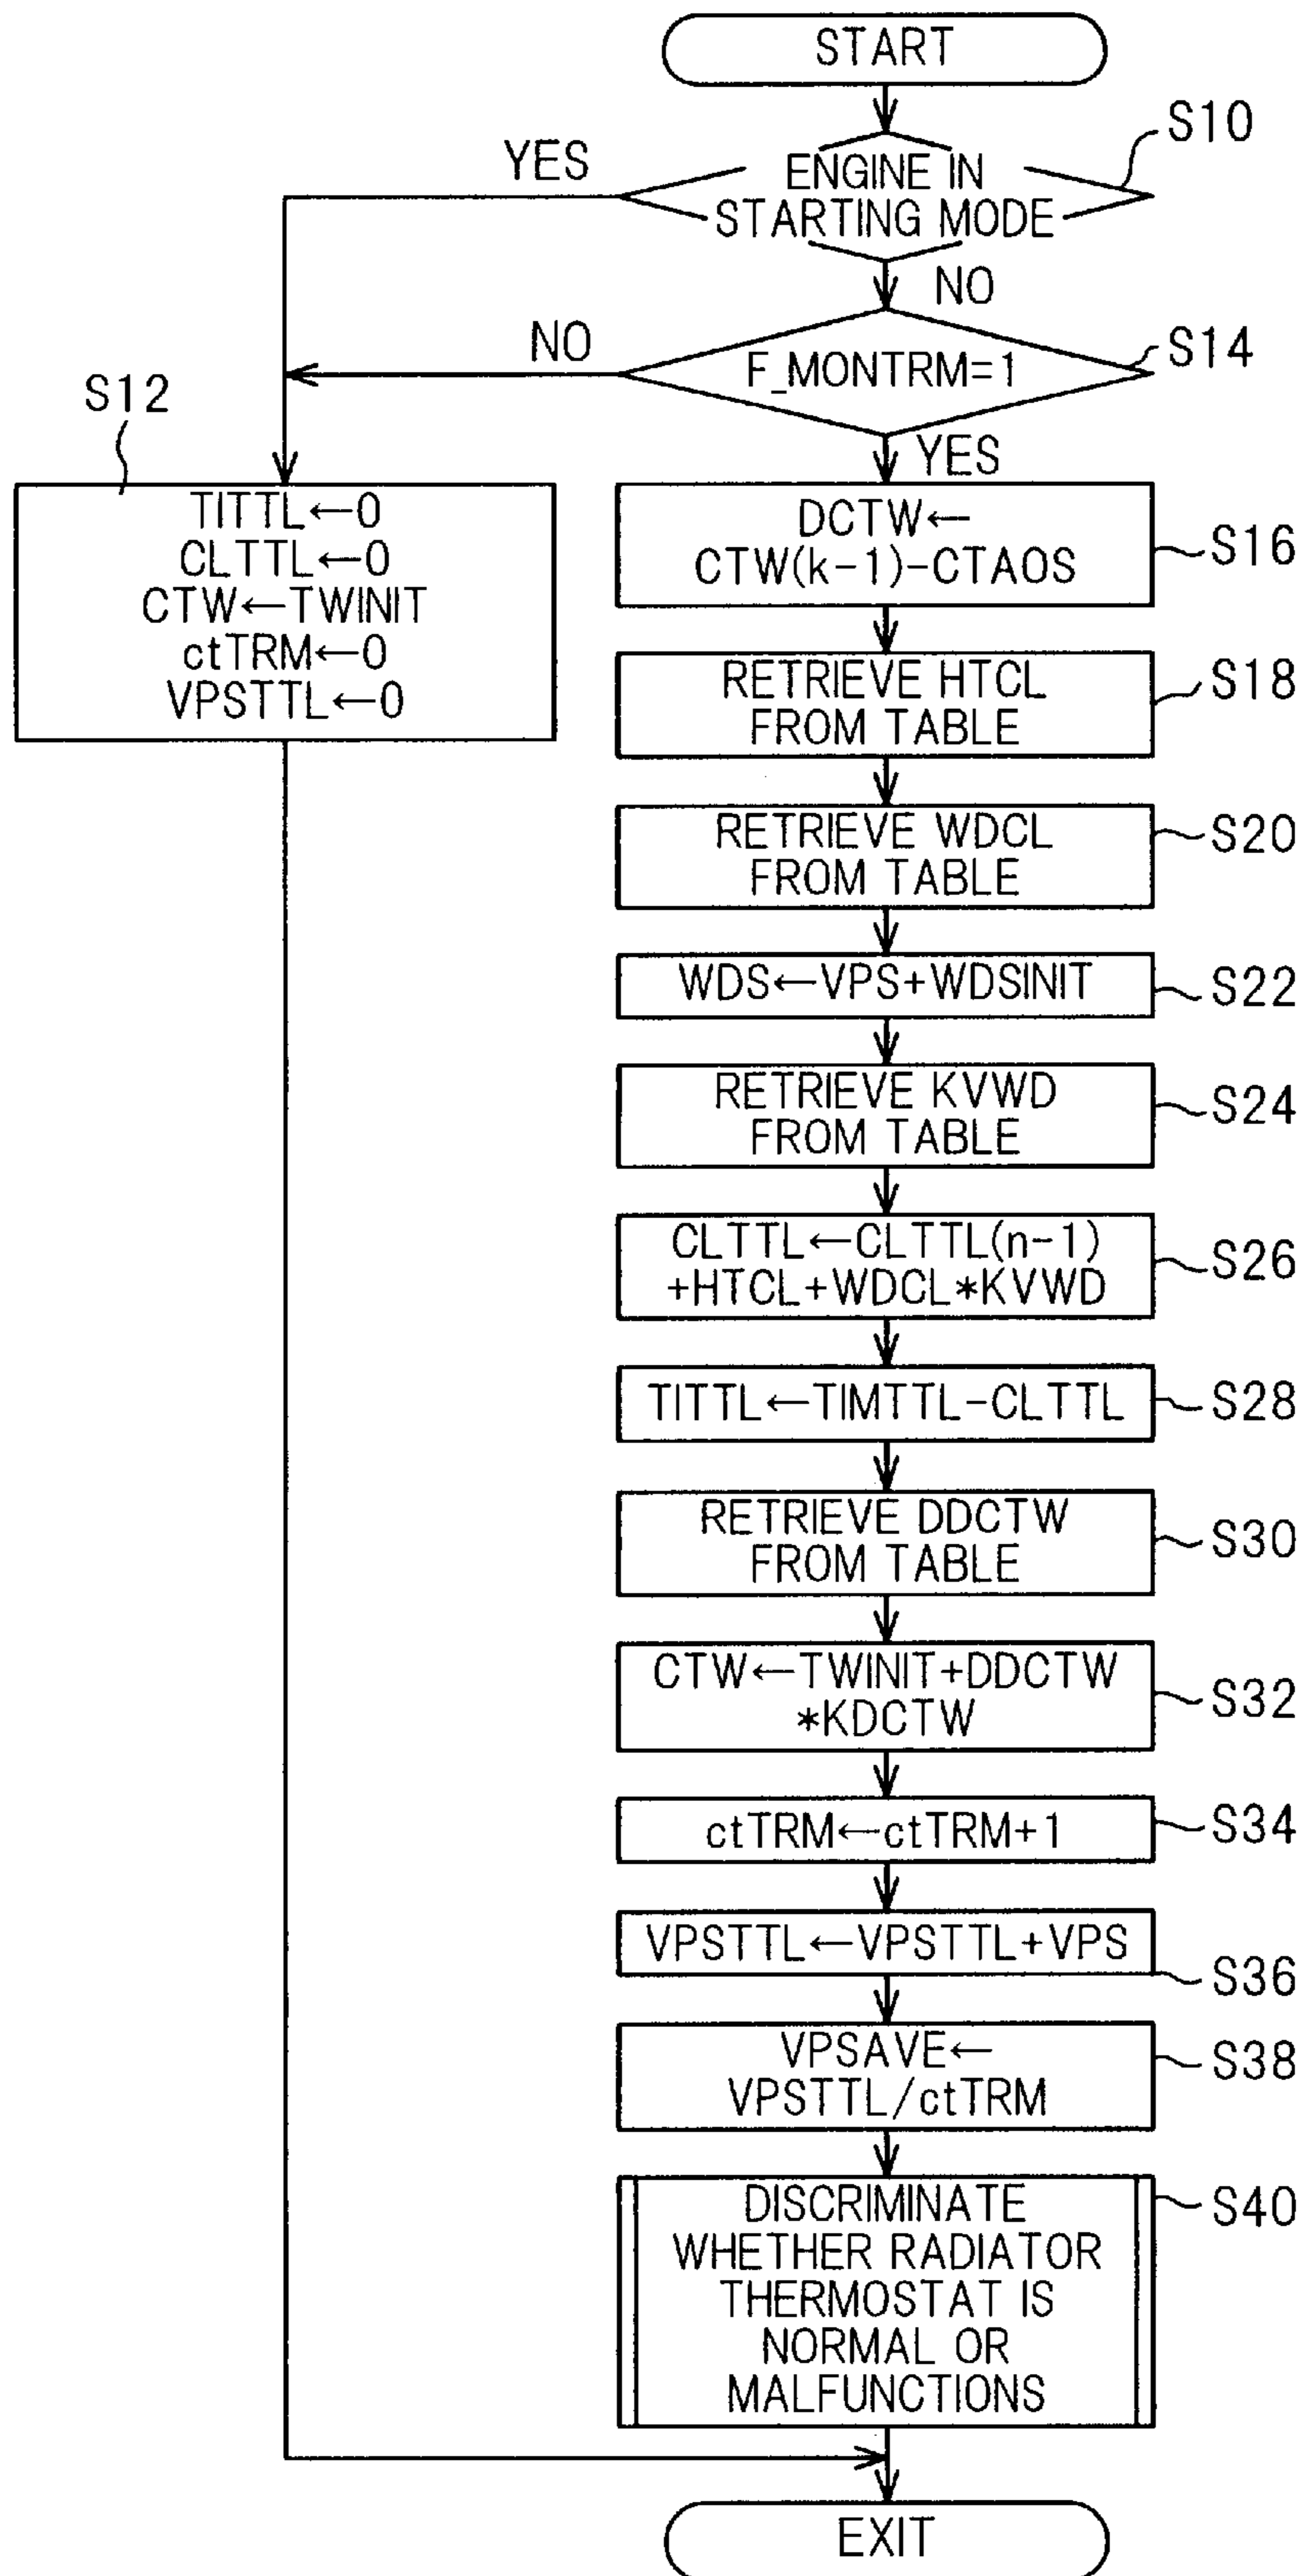 START
S10
YES
ENGINE IN
STARTING MODE
NO
NO
F_MONTRM=1
S14
S12
YES
TITTL←0
CLTTL←0
CTW←TWINIT
ctTRM←0
VPSTTL←0
DCTW←
CTW(k-1)-CTAOS
S16
RETRIEVE HTCL
FROM TABLE
S18
RETRIEVE WDCL
FROM TABLE
S20
WDS←VPS+WDSINIT
S22
RETRIEVE KVWD
FROM TABLE
S24
CLTTL←CLTTL(n-1)
+HTCL+WDCL*KVWD
S26
TITTL←TIMTTL-CLTTL
S28
RETRIEVE DDCTW
FROM TABLE
S30
CTW←TWINIT+DDCTW
*KDCTW
S32
ctTRM←ctTRM+1
S34
VPSTTL←VPSTTL+VPS
S36
VPSAVE←
VPSTTL/ctTRM
S38
DISCRIMINATE
WHETHER RADIATOR
THERMOSTAT IS
NORMAL OR
MALFUNCTIONS
S40
EXIT